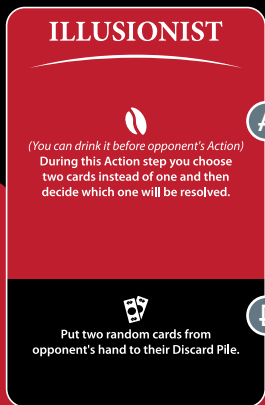 ILLUSIONIST
(You can drink it before opponent's Action)
During this Action step you choose
two cards instead of one and then
decide which one will be resolved.
Put two random cards from
opponent's hand to their Discard Pile.